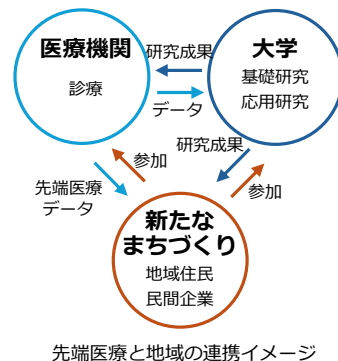 医療機関
診療
研究成果
データ
大学
基礎研究
応用研究
先端医療
データ
参加
研究成果
参加
新たな
まちづくり
地域住民
民間企業
先端医療と地域の連携イメージ